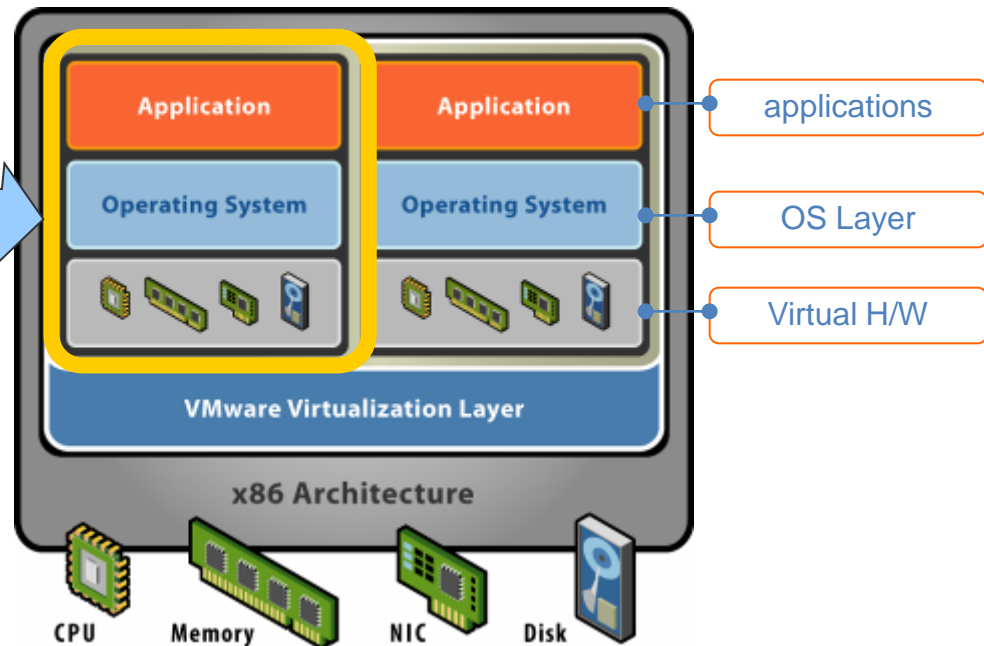 Application
Application
applications
Operating System
Operating System
OS Layer
Virtual H/W
VMware Virtualization Layer
x86 Architecture
CPU
Memory
NIC
Disk